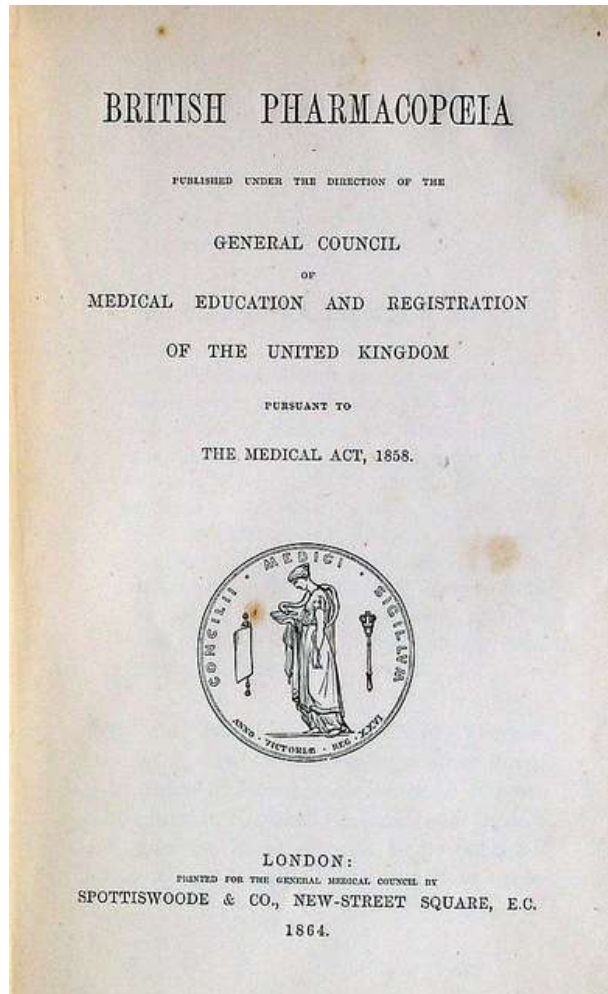 BRITISH PHARMACOPŒIA
PUBLISHED UNDER THE DIRECTION OF THE
GENERAL COUNCIL
OF
MEDICAL EDUCATION AND REGISTRATION
OF THE UNITED KINGDOM
PURSUANT TO
THE MEDICAL ACT, 1858.
CONCILII · MEDICI · SIGILLVM
ANNO · VICTORIÆ · REG · XXVI
LONDON:
PRINTED FOR THE GENERAL MEDICAL COUNCIL BY
SPOTTISWOODE & CO., NEW-STREET SQUARE, E.C.
1864.